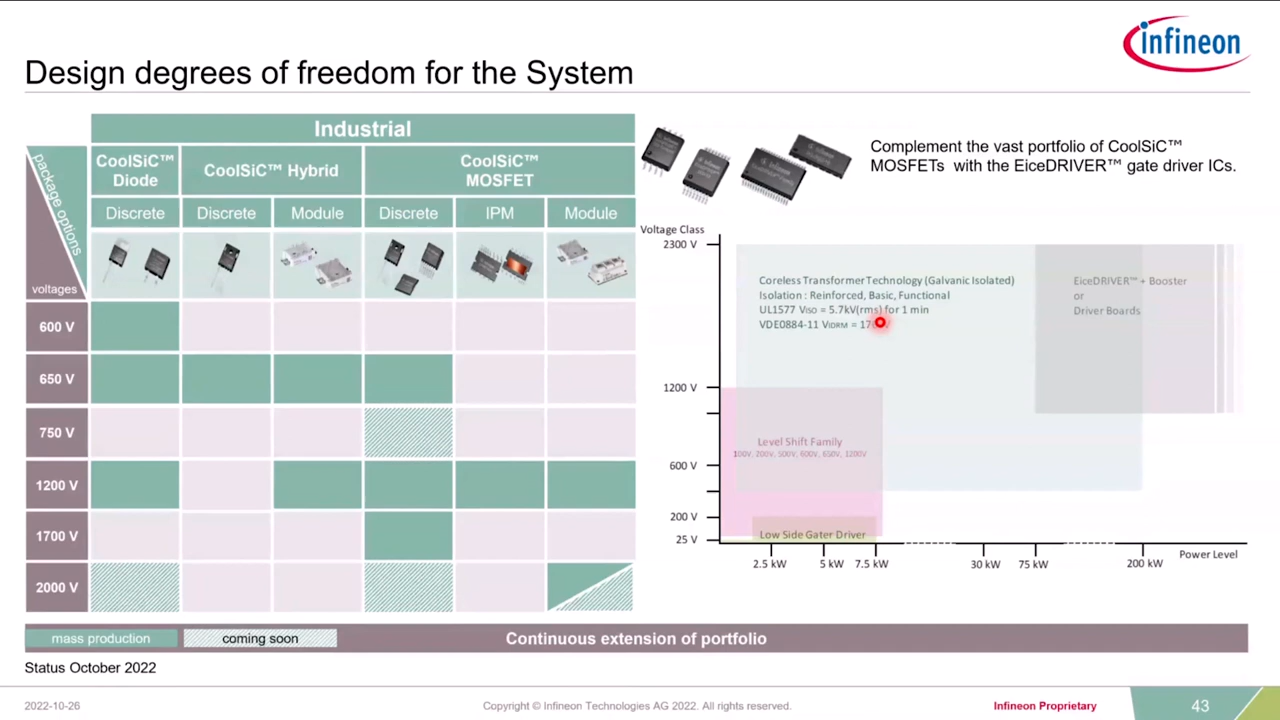 infineon
Design degrees of freedom for the System
Industrial
package options
voltages
CoolSiC™
Diode
CoolSiC™ Hybrid
CoolSiC™
MOSFET
Discrete
Discrete
Module
Discrete
IPM
Module
600 V
650 V
750 V
1200 V
1700 V
2000 V
Complement the vast portfolio of CoolSiC™
MOSFETs with the EiceDRIVER™ gate driver ICs.
Voltage Class
2300 V
1200 V
600 V
200 V
25 V
Coreless Transformer Technology (Galvanic Isolated)
Isolation : Reinforced, Basic, Functional
UL1577 VISO = 5.7kV(rms) for 1 min
VDE0884-11 VIDRM =
EiceDRIVER™ + Booster
or
Driver Boards
Level Shift Family
100V, 200V, 500V, 600V, 650V, 1200V
Low Side Gater Driver
2.5 kW
5 kW
7.5 kW
30 kW
75 kW
200 kW
Power Level
mass production
coming soon
Continuous extension of portfolio
Status October 2022
2022-10-26
Copyright © Infineon Technologies AG 2022. All rights reserved.
Infineon Proprietary
43